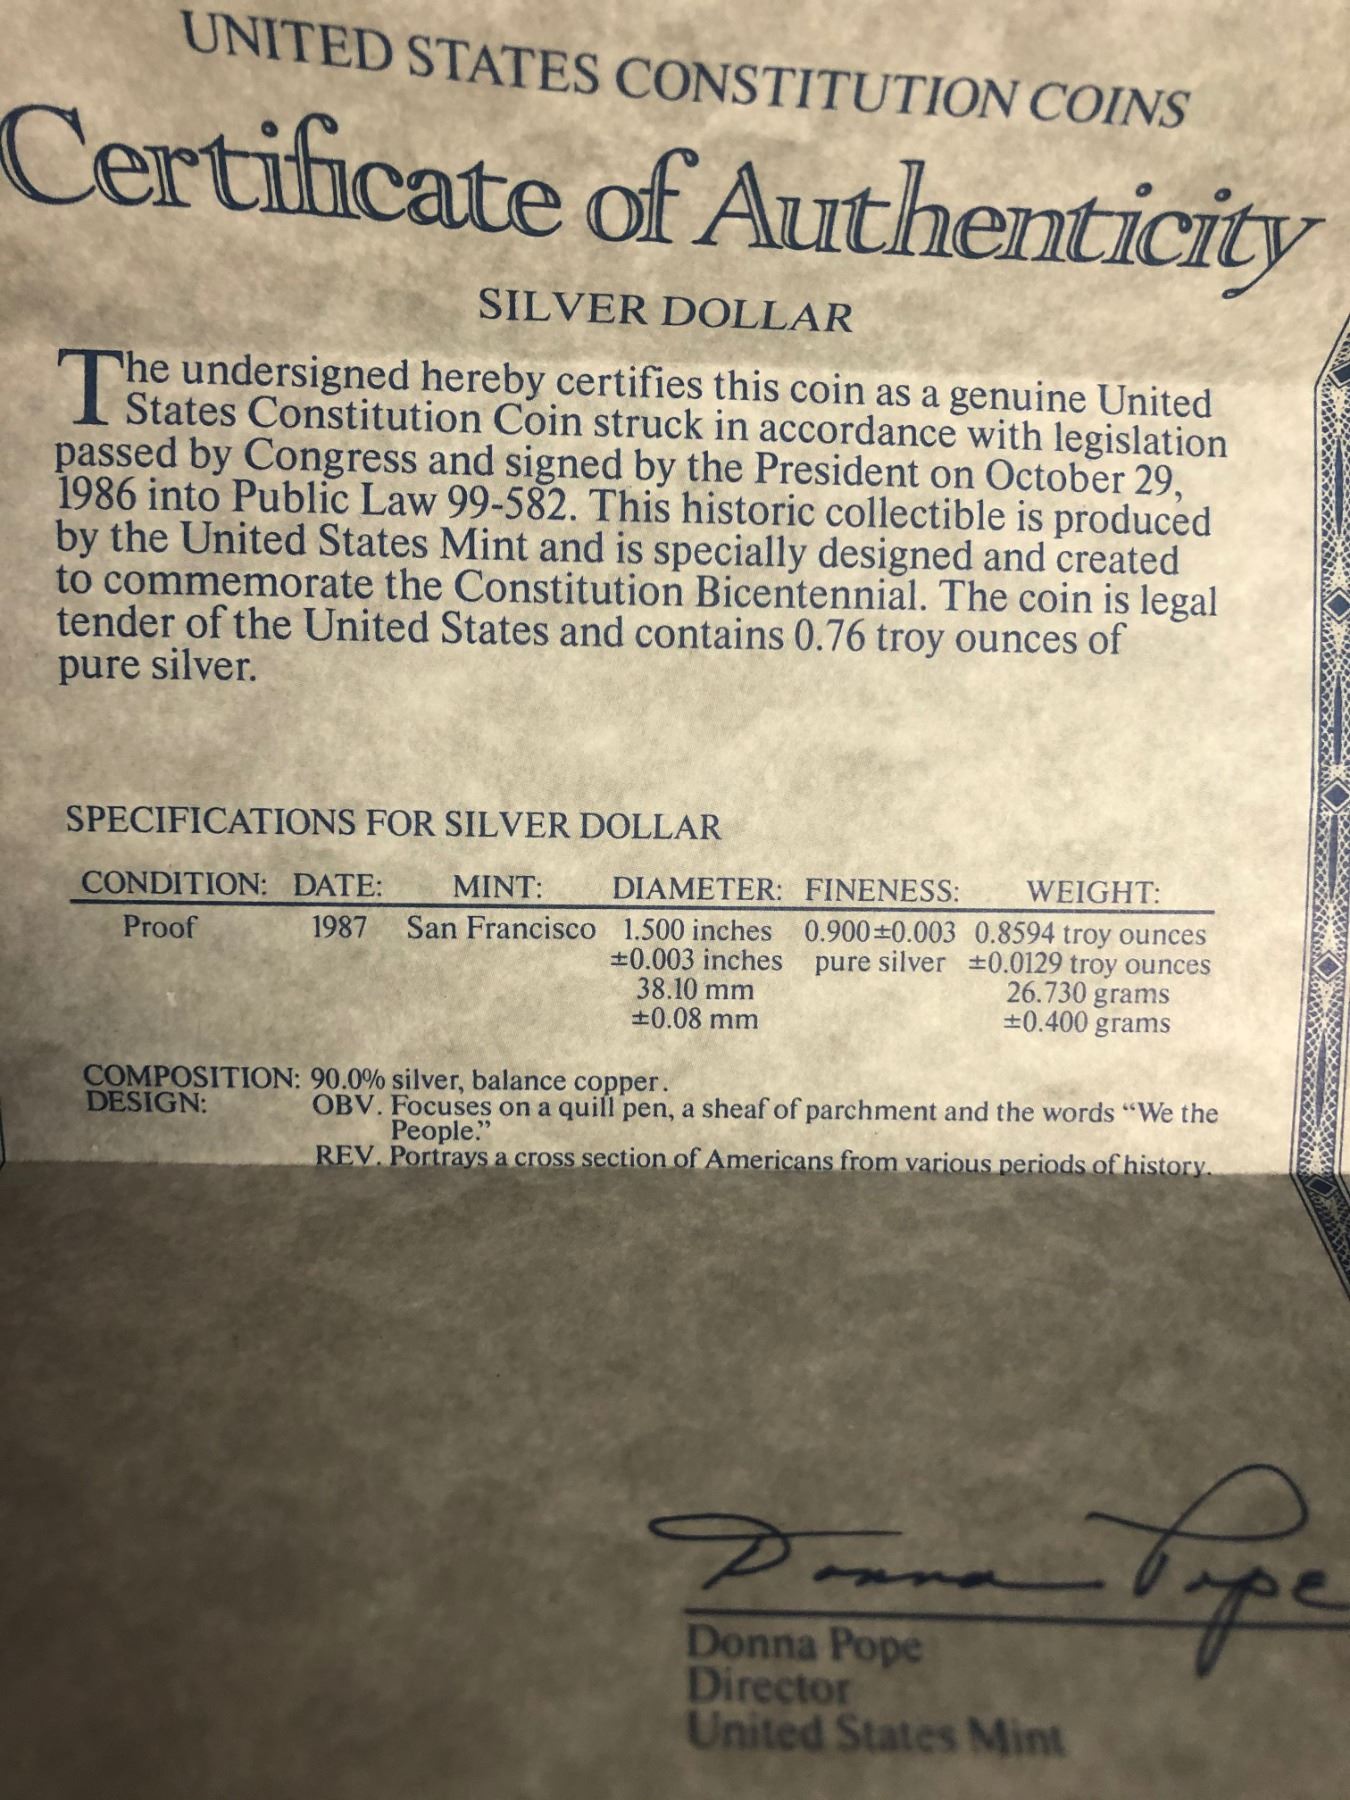 UNITED STATES CONSTITUTION COINS
Certificate of Authenticity
SILVER DOLLAR
The undersigned hereby certifies this coin as a genuine United
States Constitution Coin struck in accordance with legislation
passed by Congress and signed by the President on October 29,
1986 into Public Law 99-582. This historic collectible is produced
by the United States Mint and is specially designed and created
to commemorate the Constitution Bicentennial. The coin is legal
tender of the United States and contains 0.76 troy ounces of
pure silver.
SPECIFICATIONS FOR SILVER DOLLAR
CONDITION: DATE: MINT: DIAMETER: FINENESS: WEIGHT:
Proof 1987 San Francisco 1.500 inches 0.900±0.003 0.8594 troy ounces
±0.003 inches pure silver ±0.0129 troy ounces
38.10 mm 26.730 grams
±0.08 mm ±0.400 grams
COMPOSITION: 90.0% silver, balance copper.
DESIGN: OBV. Focuses on a quill pen, a sheaf of parchment and the words “We the
People.”
REV. Portrays a cross section of Americans from various periods of history.
Donna Pope
Donna Pope
Director
United States Mint